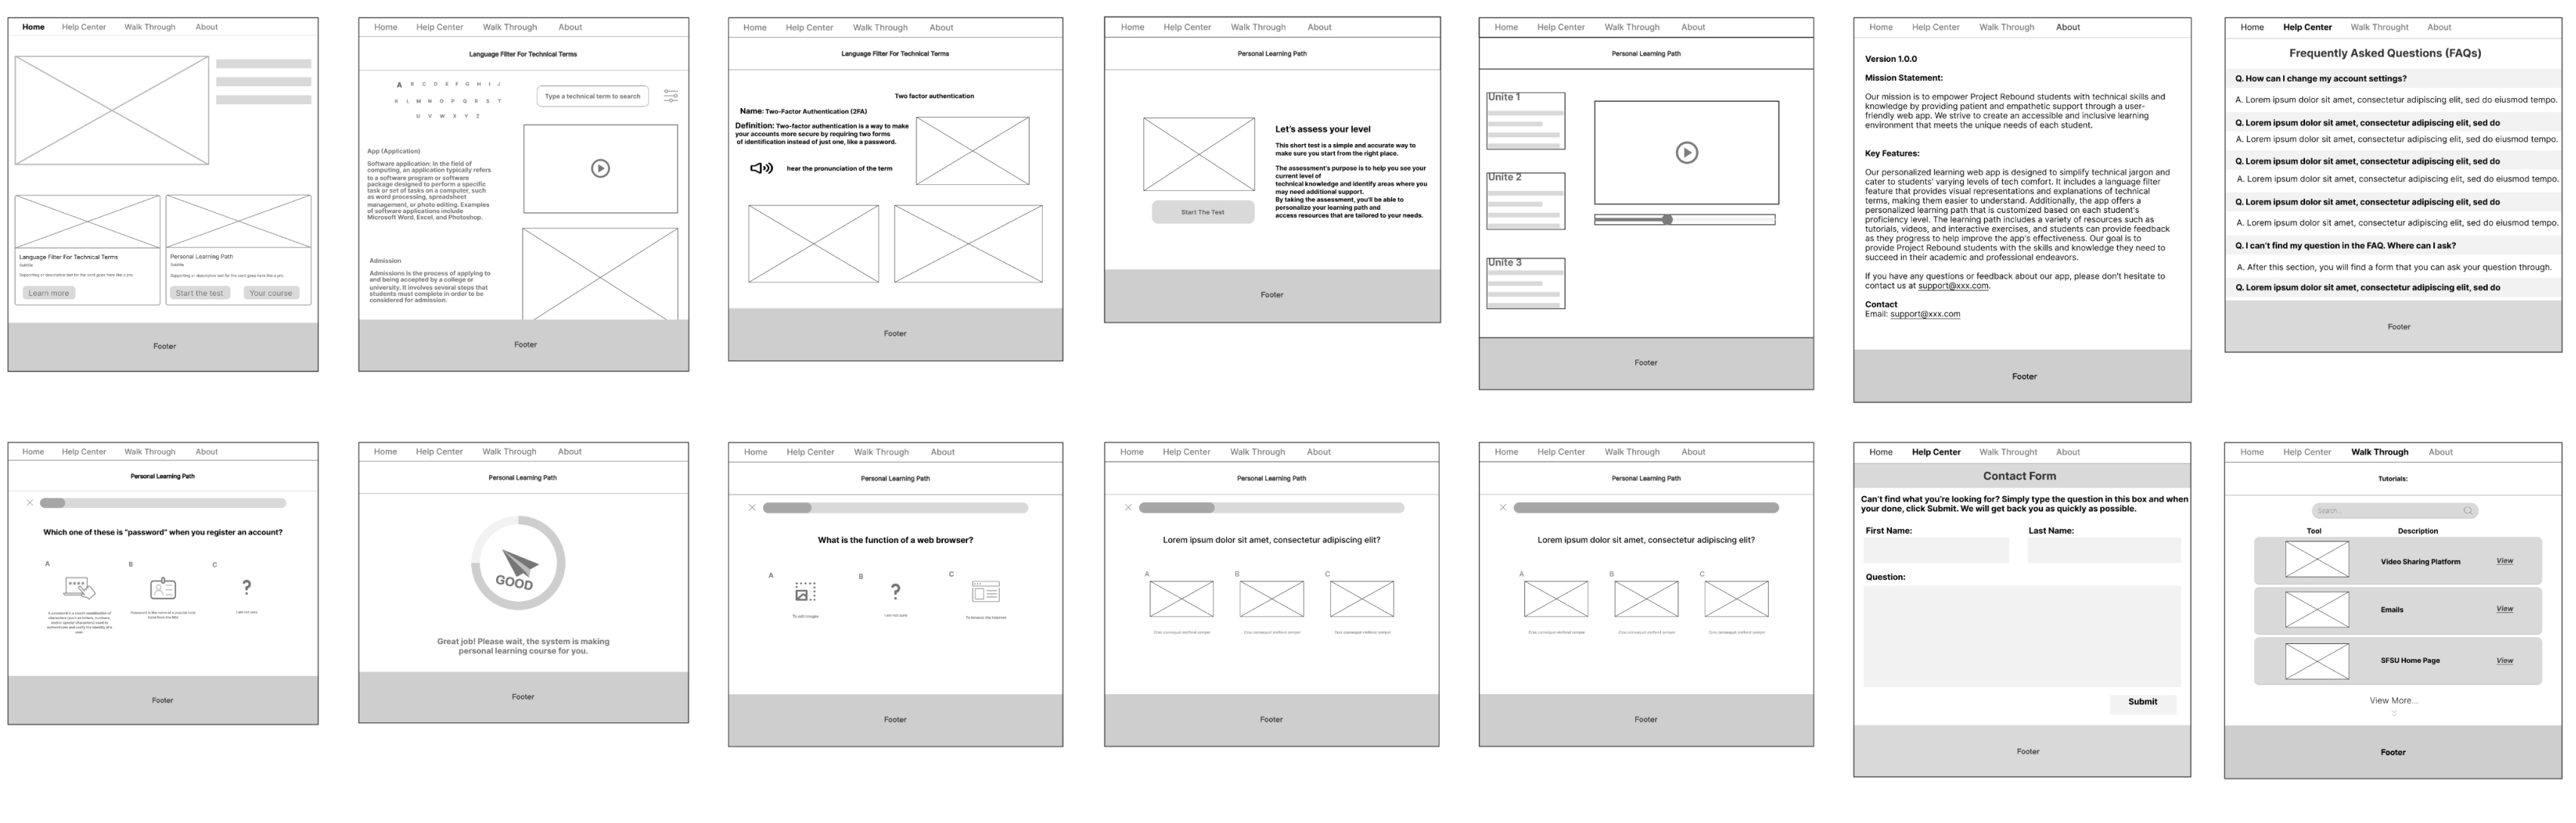 Home Help Center Walk Through About
Language Filter For Technical Terms
Subtitle
Supporting or descriptive text for the card goes here like a pro.
Learn more
Personal Learning Path
Subtitle
Supporting or descriptive text for the card goes here like a pro.
Start the test Your course
Footer
Home Help Center Walk Through About
Language Filter For Technical Terms
A B C D E F G H I J
K L M N O P Q R S T
U V W X Y Z
Type a technical term to search
App (Application)
Software application: In the field of
computing, an application typically refers
to a software program or software
package designed to perform a specific
task or set of tasks on a computer, such
as word processing, spreadsheet
management, or photo editing. Examples
of software applications include
Microsoft Word, Excel, and Photoshop.
Admission
Admissions is the process of applying to
and being accepted by a college or
university. It involves several steps that
students must complete in order to be
considered for admission.
Footer
Home Help Center Walk Through About
Language Filter For Technical Terms
Two factor authentication
Name: Two-Factor Authentication (2FA)
Definition: Two-factor authentication is a way to make
your accounts more secure by requiring two forms
of identification instead of just one, like a password.
hear the pronunciation of the term
Footer
Home Help Center Walk Through About
Personal Learning Path
Let's assess your level
This short test is a simple and accurate way to
make sure you start from the right place.
The assessment's purpose is to help you see your
current level of
technical knowledge and identify areas where you
may need additional support.
By taking the assessment, you'll be able to
personalize your learning path and
access resources that are tailored to your needs.
Start The Test
Footer
Home Help Center Walk Through About
Personal Learning Path
Unite 1
Unite 2
Unite 3
Footer
Home Help Center Walk Through About
Version 1.0.0
Mission Statement:
Our mission is to empower Project Rebound students with technical skills and
knowledge by providing patient and empathetic support through a user-
friendly web app. We strive to create an accessible and inclusive learning
environment that meets the unique needs of each student.
Key Features:
Our personalized learning web app is designed to simplify technical jargon and
cater to students' varying levels of tech comfort. It includes a language filter
feature that provides visual representations and explanations of technical
terms, making them easier to understand. Additionally, the app offers a
personalized learning path that is customized based on each student's
proficiency level. The learning path includes a variety of resources such as
tutorials, videos, and interactive exercises, and students can provide feedback
as they progress to help improve the app's effectiveness. Our goal is to
provide Project Rebound students with the skills and knowledge they need to
succeed in their academic and professional endeavors.
If you have any questions or feedback about our app, please don't hesitate to
contact us at support@xxx.com.
Contact
Email: support@xxx.com
Footer
Home Help Center Walk Throught About
Frequently Asked Questions (FAQs)
Q. How can I change my account settings?
A. Lorem ipsum dolor sit amet, consectetur adipiscing elit, sed do eiusmod tempo.
Q. Lorem ipsum dolor sit amet, consectetur adipiscing elit, sed do
A. Lorem ipsum dolor sit amet, consectetur adipiscing elit, sed do eiusmod tempo.
Q. Lorem ipsum dolor sit amet, consectetur adipiscing elit, sed do
A. Lorem ipsum dolor sit amet, consectetur adipiscing elit, sed do eiusmod tempo.
Q. Lorem ipsum dolor sit amet, consectetur adipiscing elit, sed do
A. Lorem ipsum dolor sit amet, consectetur adipiscing elit, sed do eiusmod tempo.
Q. I can't find my question in the FAQ. Where can I ask?
A. After this section, you will find a form that you can ask your question through.
Q. Lorem ipsum dolor sit amet, consectetur adipiscing elit, sed do
Footer
Home Help Center Walk Through About
Personal Learning Path
Which one of these is "password" when you register an account?
A B C
I am not sure
Footer
Home Help Center Walk Through About
Personal Learning Path
GOOD
Great job! Please wait, the system is making
personal learning course for you.
Footer
Home Help Center Walk Through About
Personal Learning Path
What is the function of a web browser?
A B C
To edit images
I am not sure
To browse the internet
Footer
Home Help Center Walk Through About
Personal Learning Path
Lorem ipsum dolor sit amet, consectetur adipiscing elit?
A B C
Cras consequat eleifend semper Cras consequat eleifend semper Cras consequat eleifend semper
Footer
Home Help Center Walk Through About
Personal Learning Path
Lorem ipsum dolor sit amet, consectetur adipiscing elit?
A B C
Cras consequat eleifend semper Cras consequat eleifend semper Cras consequat eleifend semper
Footer
Home Help Center Walk Throught About
Contact Form
Can't find what you're looking for? Simply type the question in this box and when
your done, click Submit. We will get back you as quickly as possible.
First Name: Last Name:
Question:
Submit
Footer
Home Help Center Walk Through About
Tutorials:
Search...
Tool Description
Video Sharing Platform View
Emails View
SFSU Home Page View
View More...
Footer